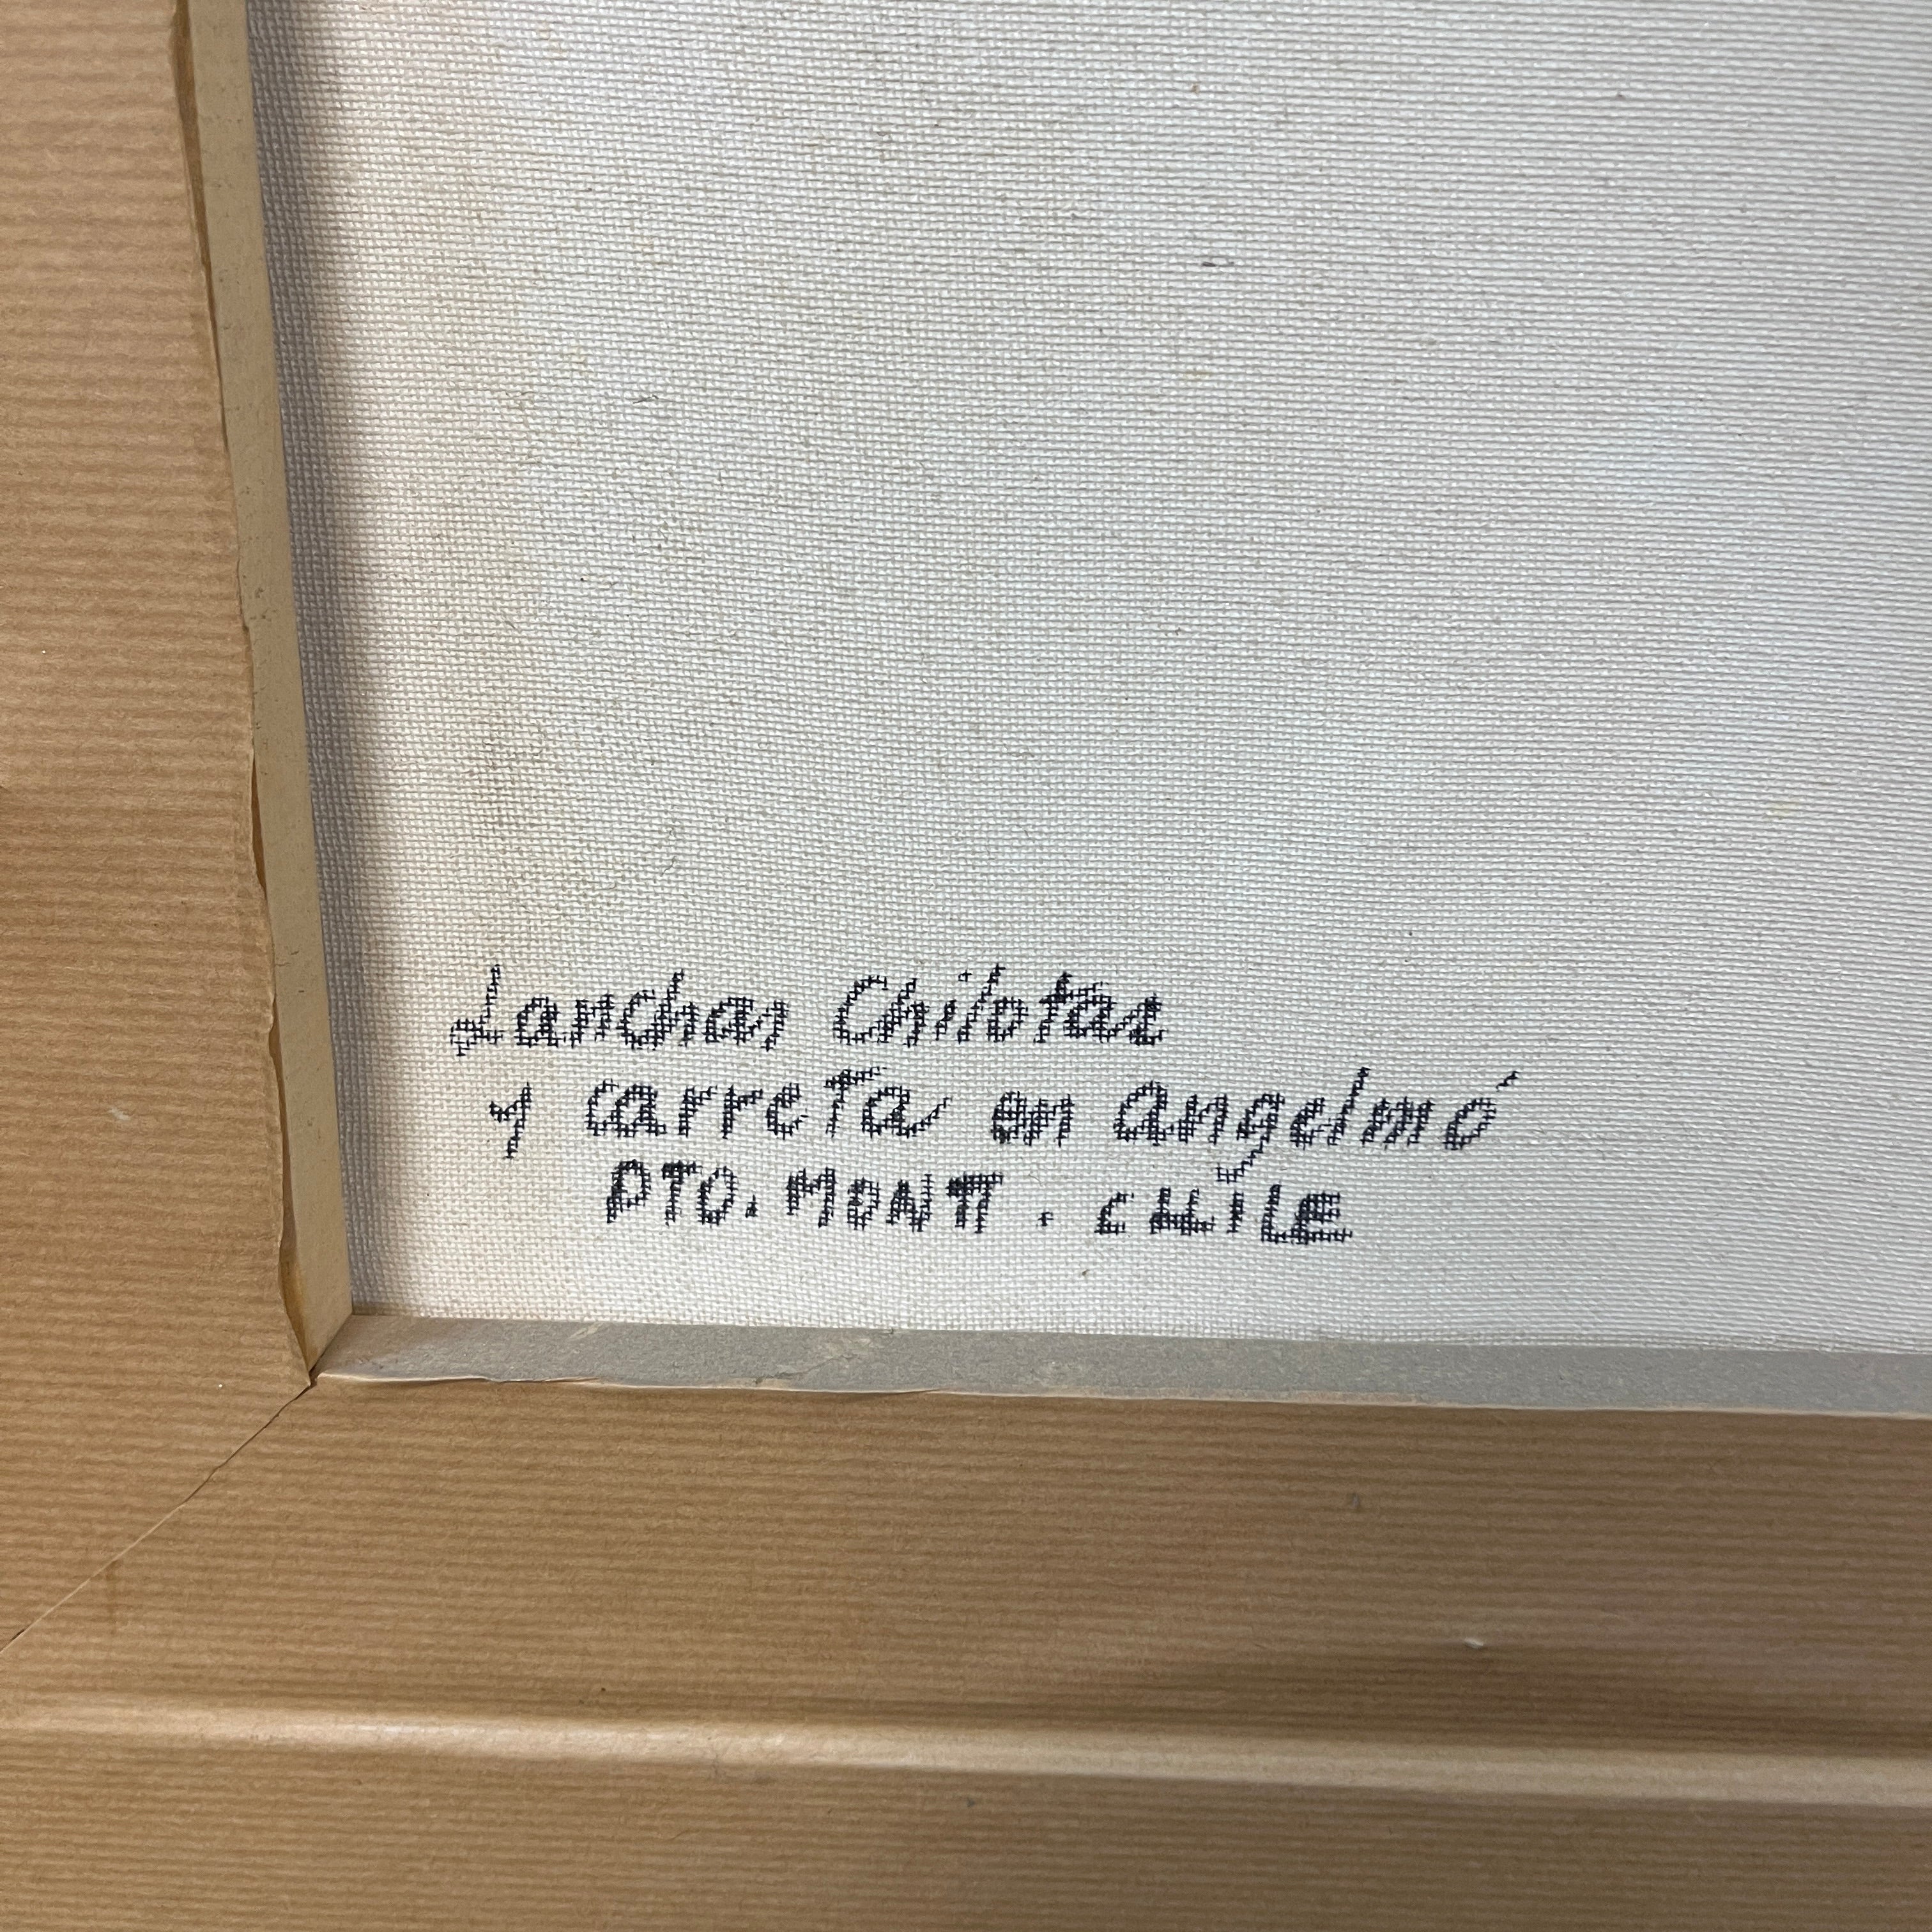 Lanchas Chilotas
y carreta en angelmó
PTO. MONTT. CHILE